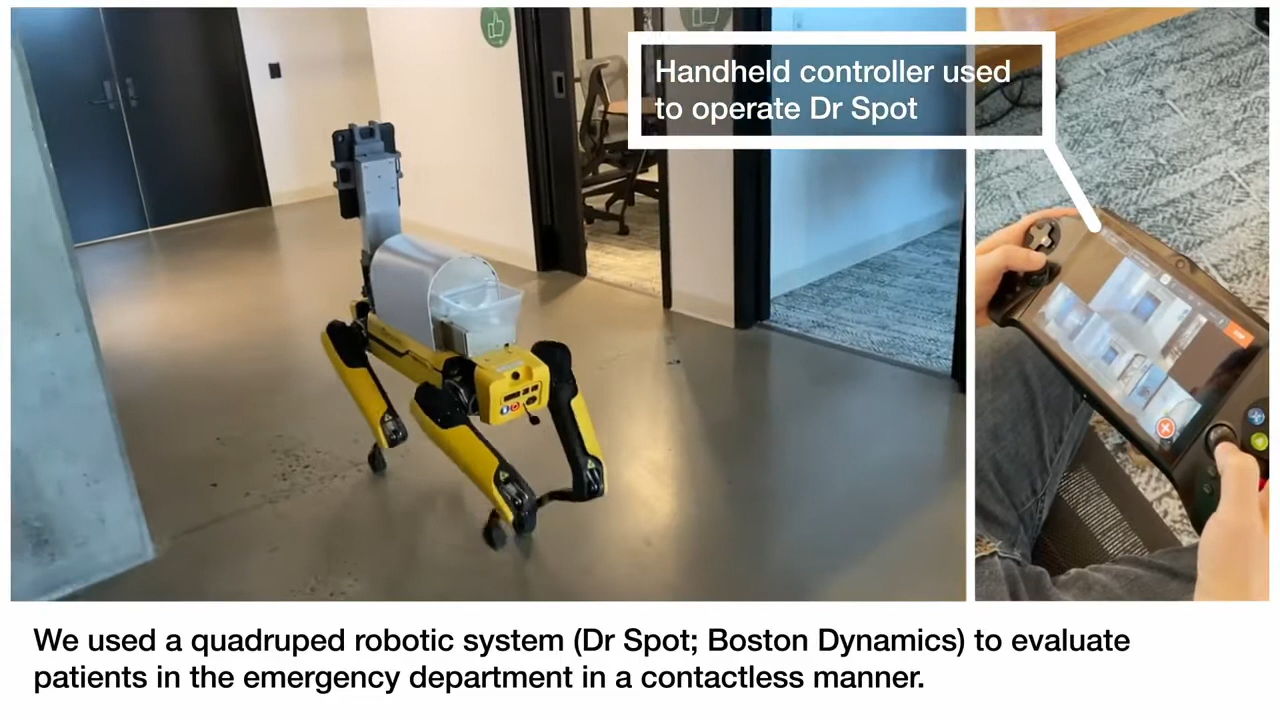 Handheld controller used
to operate Dr Spot
We used a quadruped robotic system (Dr Spot; Boston Dynamics) to evaluate
patients in the emergency department in a contactless manner.